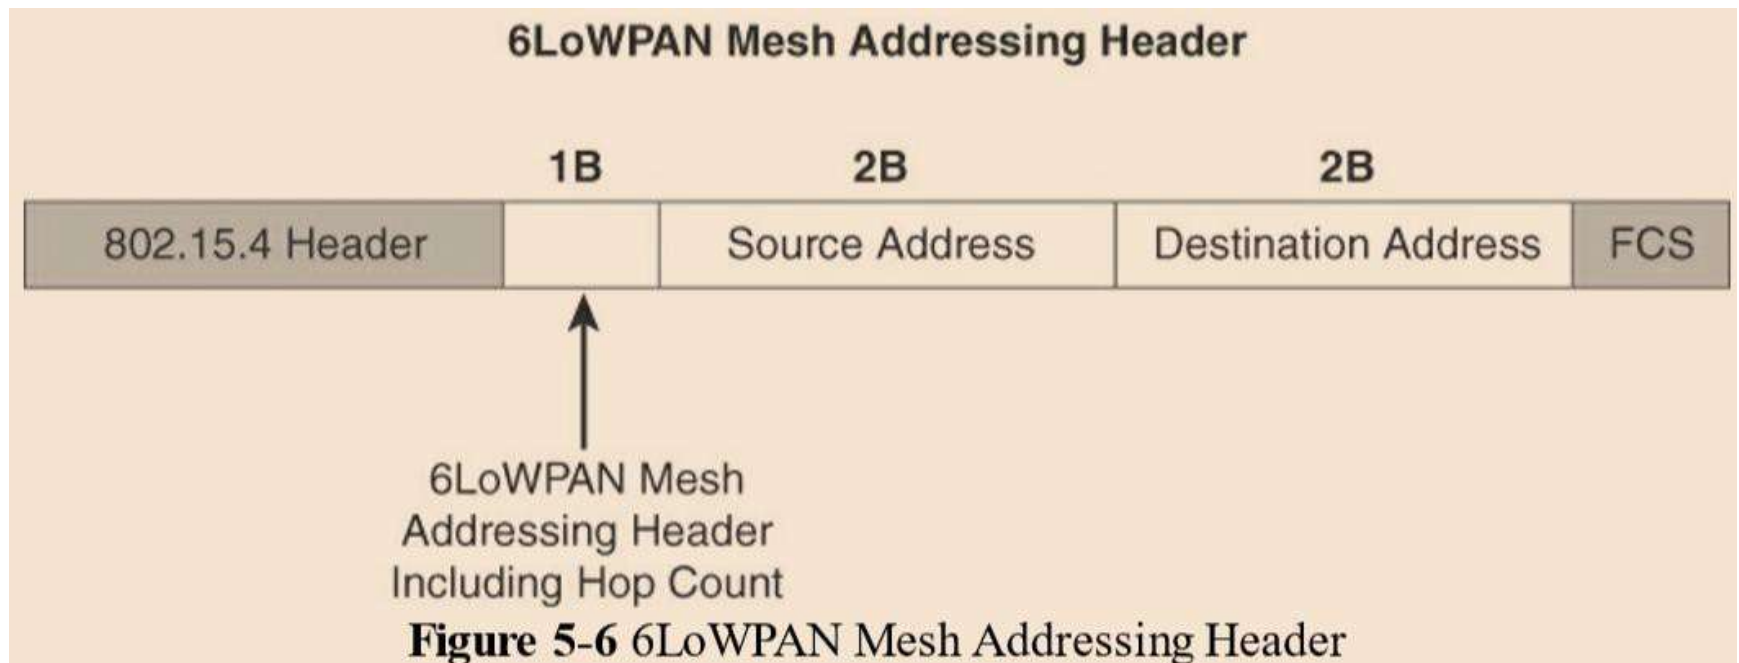 6LoWPAN Mesh Addressing Header
1B 2B 2B
802.15.4 Header Source Address Destination Address FCS
6LoWPAN Mesh
Addressing Header
Including Hop Count
Figure 5-6 6LoWPAN Mesh Addressing Header